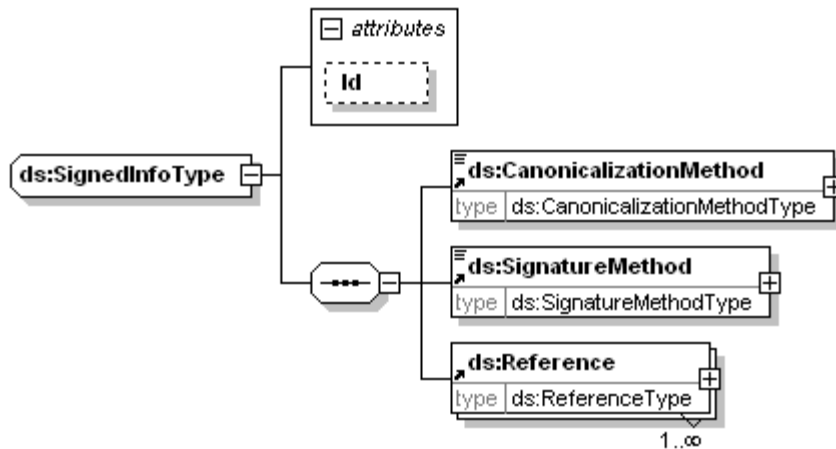 attributes
Id
ds:SignedInfoType
ds:CanonicalizationMethod
type ds:CanonicalizationMethodType
ds:SignatureMethod
type ds:SignatureMethodType
ds:Reference
type ds:ReferenceType
1..∞